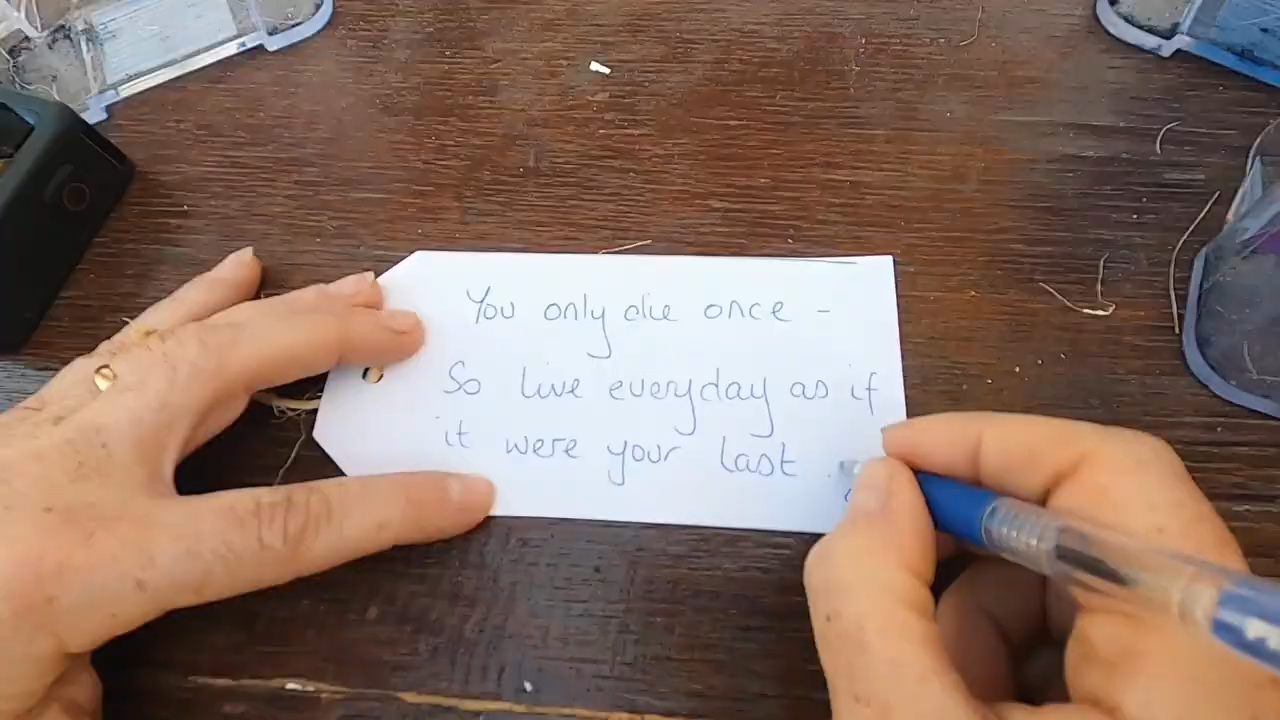 You only die once -
So live everyday as if
it were your last .